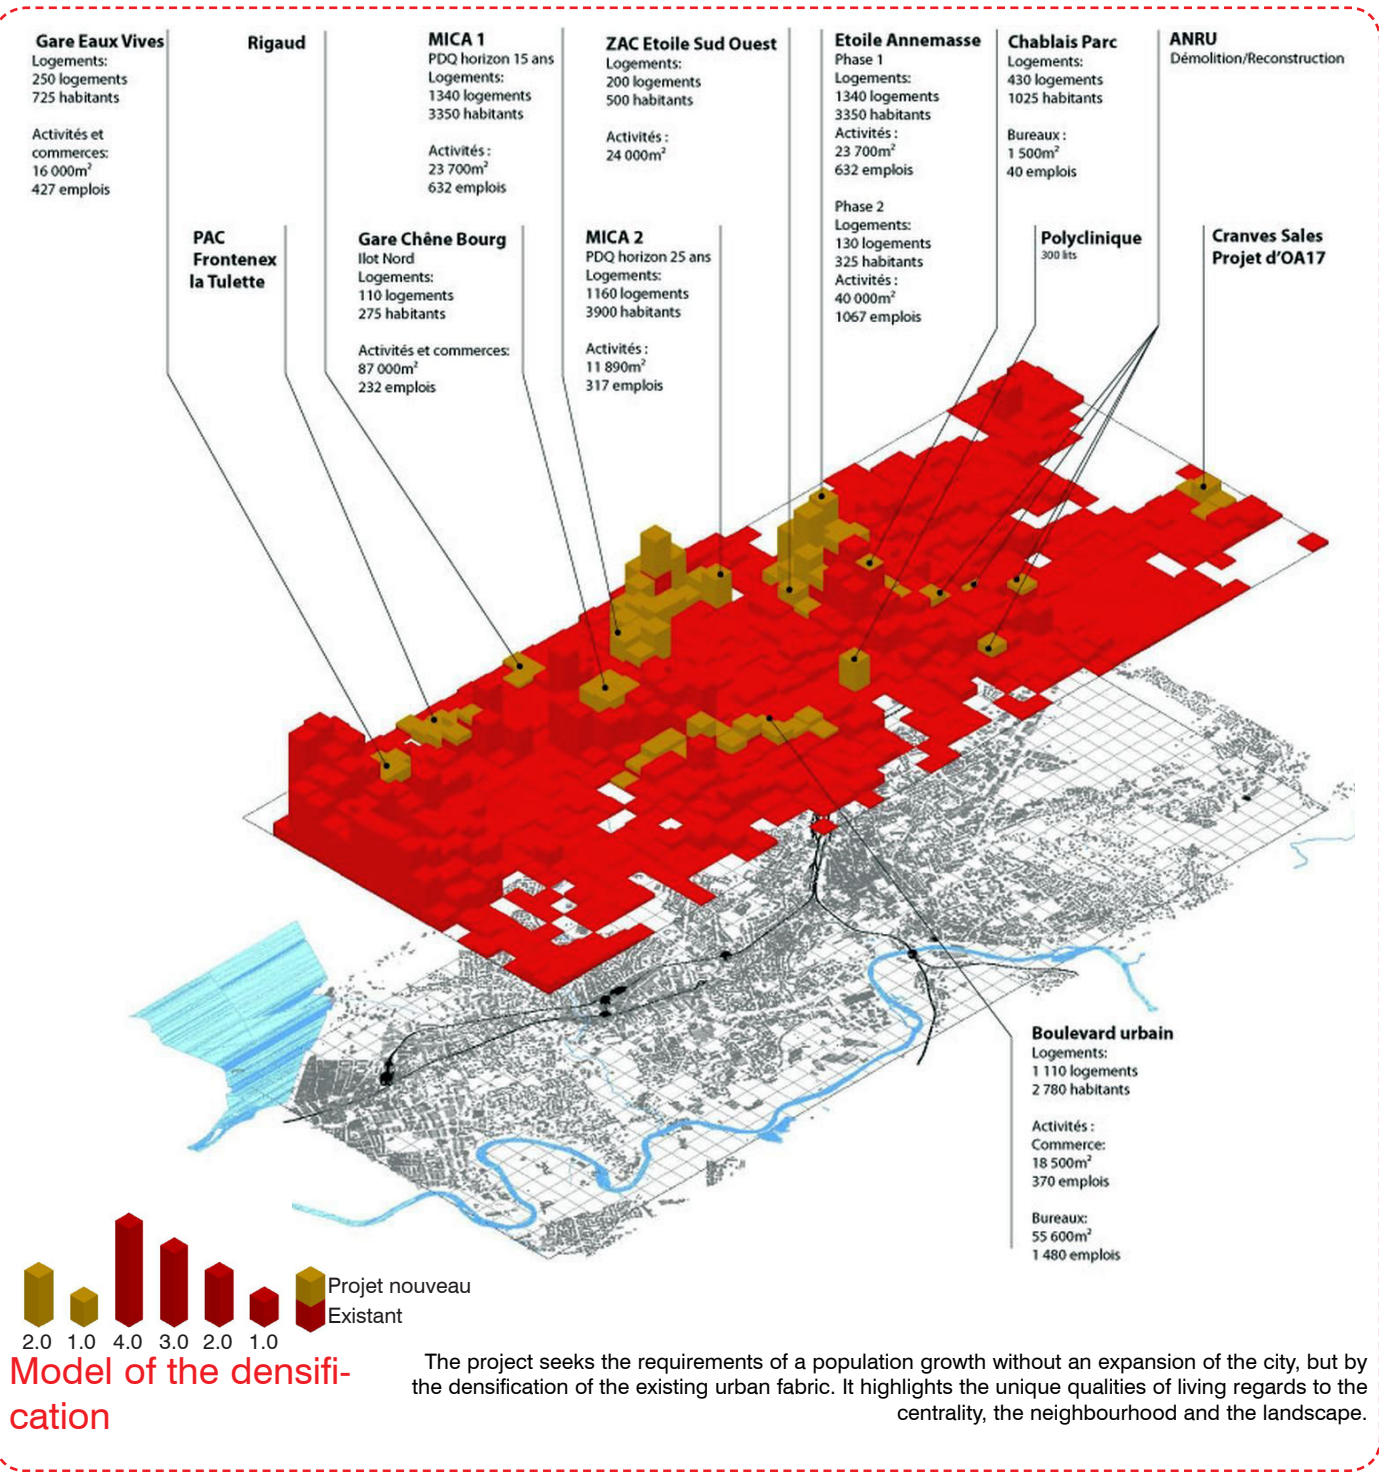 Gare Eaux Vives
Logements:
250 logements
725 habitants
Activités et
commerces:
16 000m²
427 emplois
Rigaud
MICA 1
PDQ horizon 15 ans
Logements:
1340 logements
3350 habitants
Activités :
23 700m²
632 emplois
ZAC Etoile Sud Ouest
Logements:
200 logements
500 habitants
Activités :
24 000m²
Etoile Annemasse
Phase 1
Logements:
1340 logements
3350 habitants
Activités :
23 700m²
632 emplois
Phase 2
Logements:
130 logements
325 habitants
Activités :
40 000m²
1067 emplois
Chablais Parc
Logements:
430 logements
1025 habitants
Bureaux :
1 500m²
40 emplois
ANRU
Démolition/Reconstruction
PAC
Frontenex
la Tulette
Gare Chêne Bourg
Ilot Nord
Logements:
110 logements
275 habitants
Activités et commerces:
87 000m²
232 emplois
MICA 2
PDQ horizon 25 ans
Logements:
1160 logements
3900 habitants
Activités :
11 890m²
317 emplois
Polyclinique
300 lits
Cranves Sales
Projet d'OA17
Boulevard urbain
Logements:
1 110 logements
2 780 habitants
Activités :
Commerce:
18 500m²
370 emplois
Bureaux:
55 600m²
1 480 emplois
Projet nouveau
Existant
2.0 1.0 4.0 3.0 2.0 1.0
Model of the densifi-
cation
The project seeks the requirements of a population growth without an expansion of the city, but by
the densification of the existing urban fabric. It highlights the unique qualities of living regards to the
centrality, the neighbourhood and the landscape.